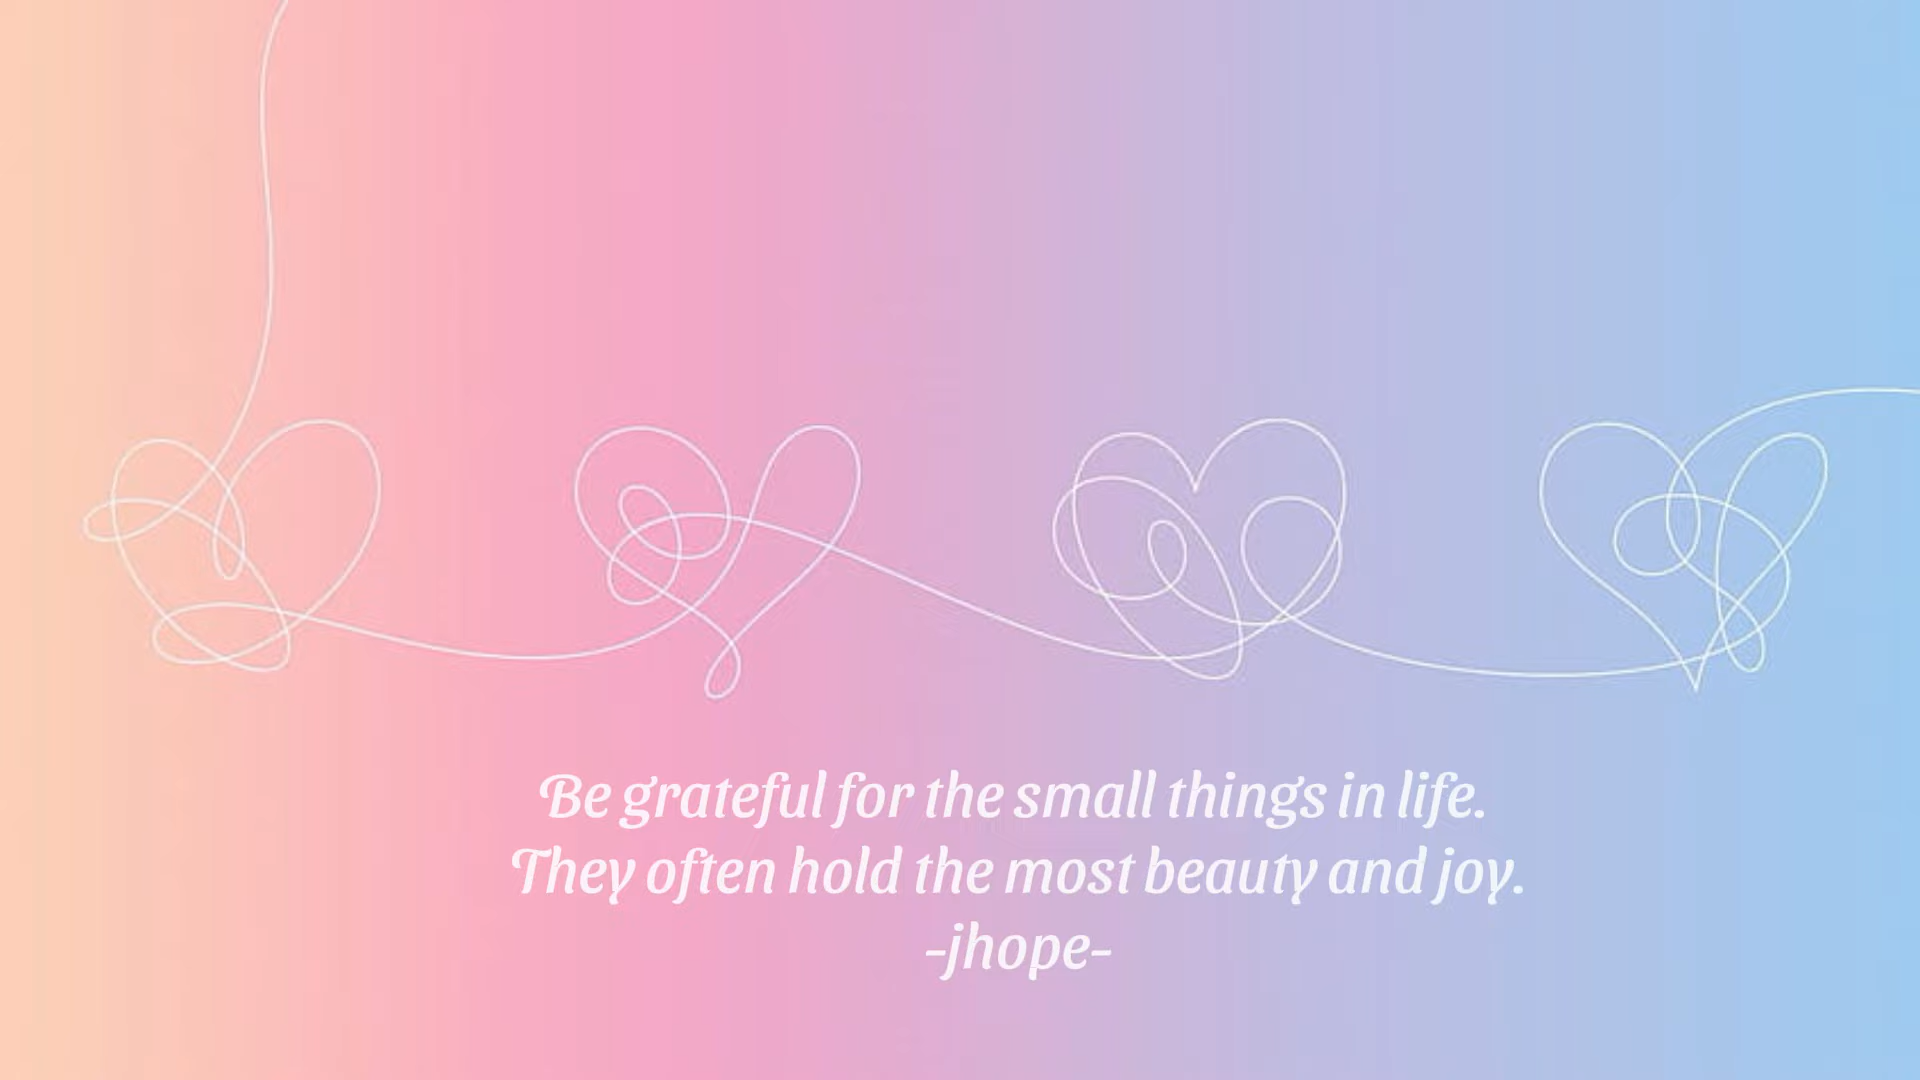 Be grateful for the small things in life.
They often hold the most beauty and joy.
-jhope-